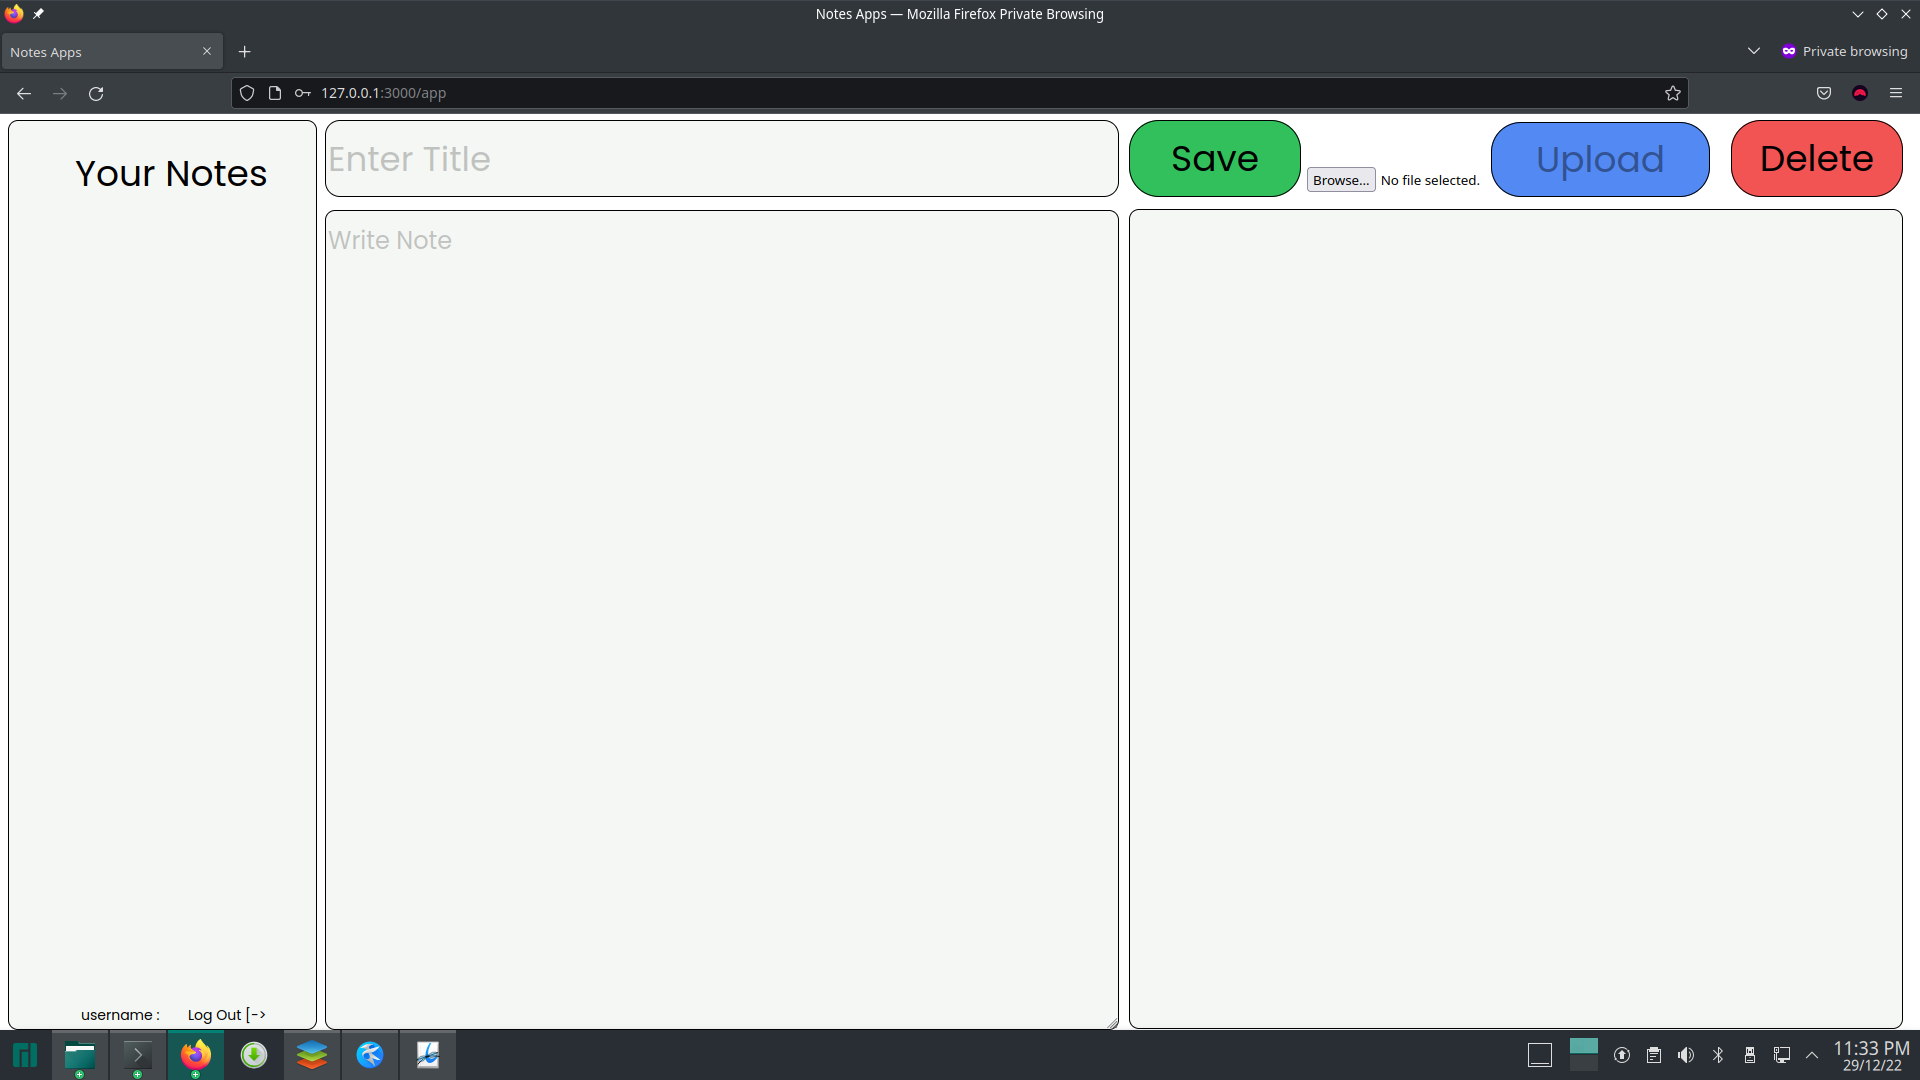 Notes Apps — Mozilla Firefox Private Browsing
Notes Apps
Private browsing
127.0.0.1:3000/app
Your Notes
Enter Title
Save
Browse... No file selected.
Upload
Delete
Write Note
username :
Log Out [->
11:33 PM
29/12/22